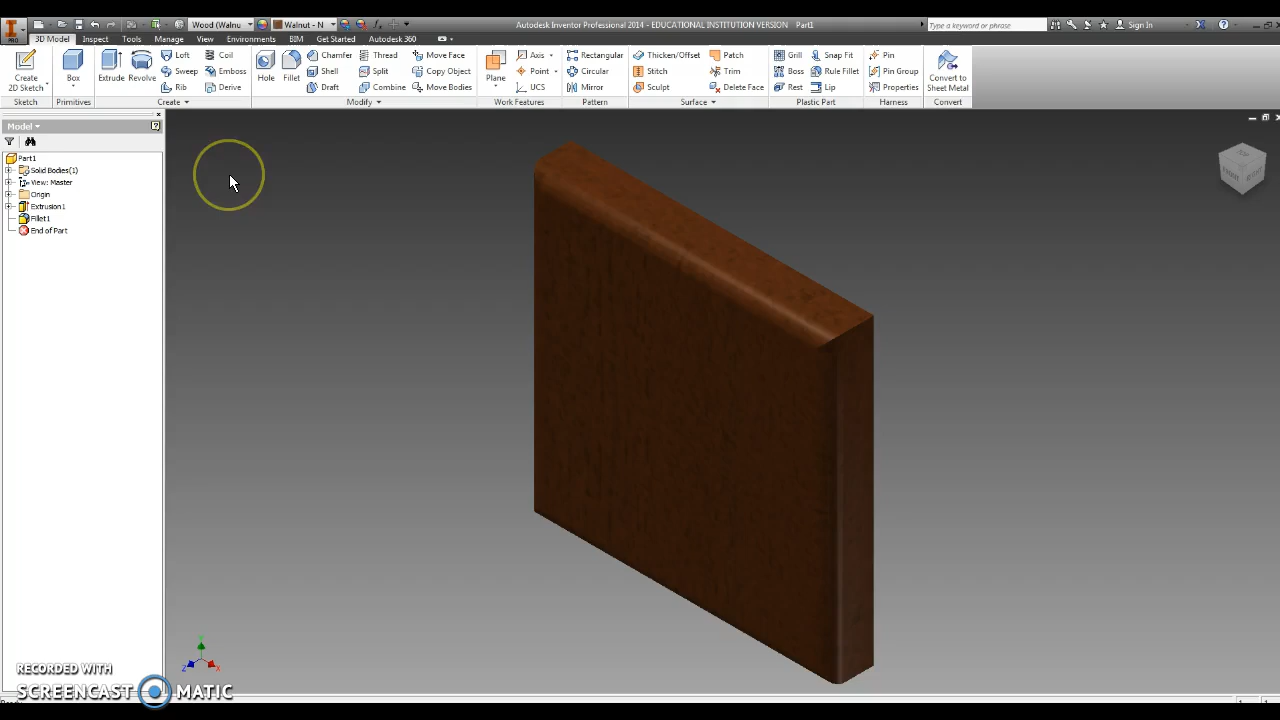 Wood (Walnu
Walnut - N
Autodesk Inventor Professional 2014 - EDUCATIONAL INSTITUTION VERSION Part1
Type a keyword or phrase
Sign In
PRO
3D Model Inspect Tools Manage View Environments BIM Get Started Autodesk 360
Create
2D Sketch
Box
Extrude
Revolve
Loft
Sweep
Rib
Coil
Emboss
Derive
Hole
Fillet
Chamfer
Shell
Draft
Thread
Split
Combine
Move Face
Copy Object
Move Bodies
Plane
Axis
Point
UCS
Rectangular
Circular
Mirror
Thicken/Offset
Stitch
Sculpt
Patch
Trim
Delete Face
Grill
Boss
Rest
Snap Fit
Rule Fillet
Lip
Pin
Pin Group
Properties
Convert to
Sheet Metal
Sketch Primitives Create Modify Work Features Pattern Surface Plastic Part Harness Convert
Model
Part1
Solid Bodies(1)
View: Master
Origin
Extrusion1
Fillet1
End of Part
RECORDED WITH
SCREENCAST MATIC